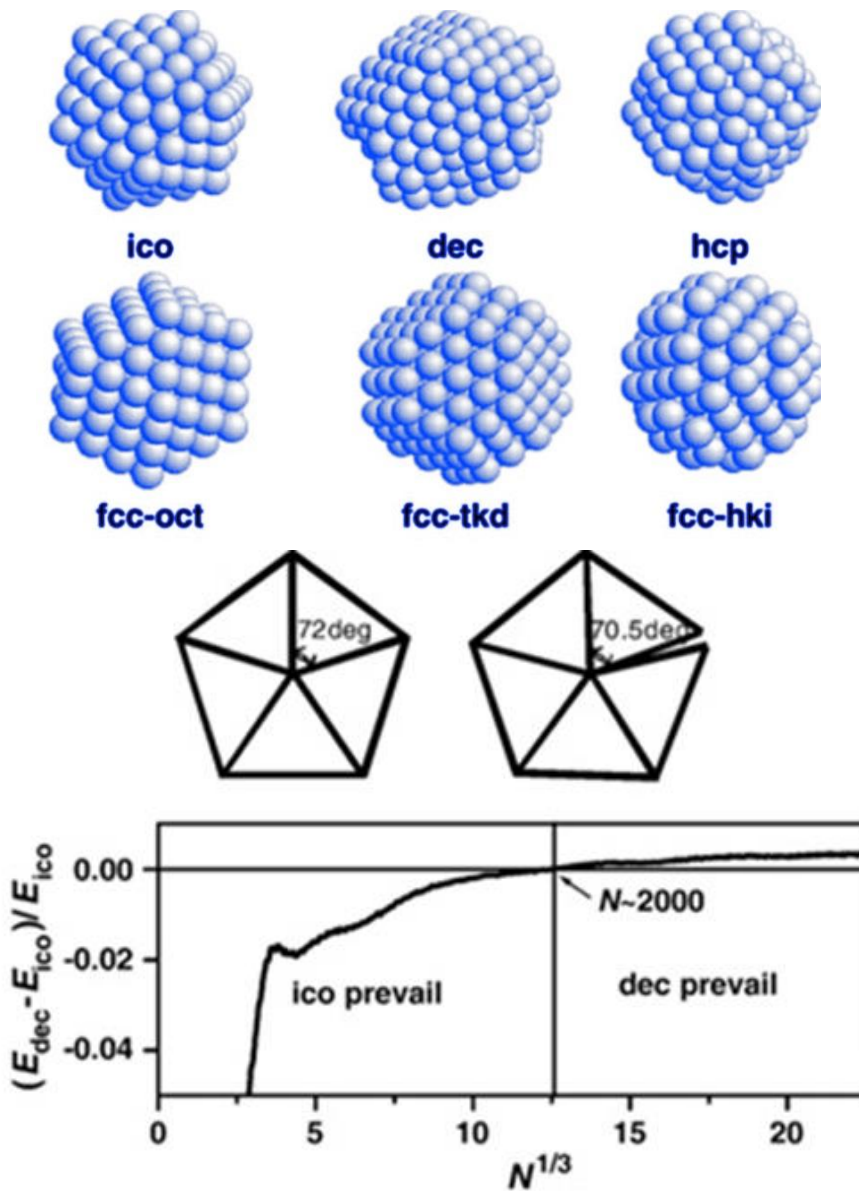 ico dec hcp
fcc-oct fcc-tkd fcc-hki
72deg 70.5deg
(E_dec - E_ico)/E_ico
0.00
-0.02
-0.04
N~2000
ico prevail dec prevail
0 5 10 15 20
N^1/3